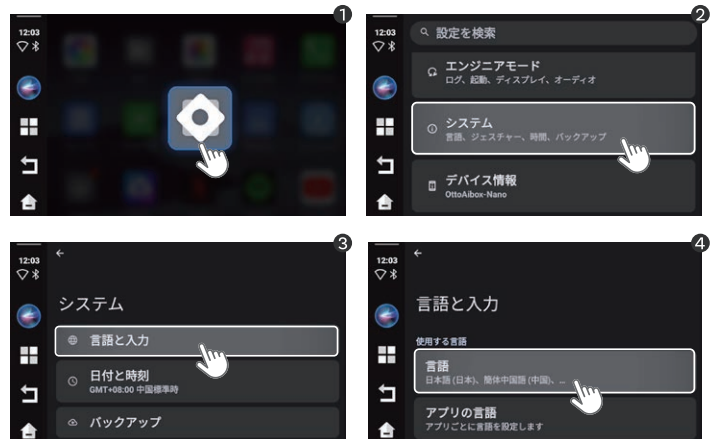 1
12:03
2
12:03
設定を検索
エンジニアモード
ログ、起動、ディスプレイ、オーディオ
システム
言語、ジェスチャー、時間、バックアップ
デバイス情報
OttoAibox-Nano
3
12:03
システム
言語と入力
日付と時刻
GMT+08:00 中国標準時
バックアップ
4
12:03
言語と入力
使用する言語
言語
日本語 (日本)、簡体中国語 (中国)、...
アプリの言語
アプリごとに言語を設定します